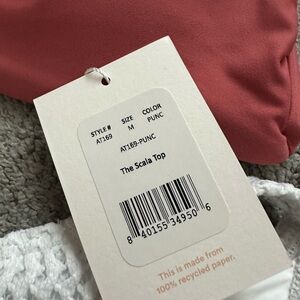 STYLE # SIZE COLOR
AT169 M PUNC
AT169-PUNC
The Scala Top
8 40155 34950 6
This is made from
100% recycled paper.